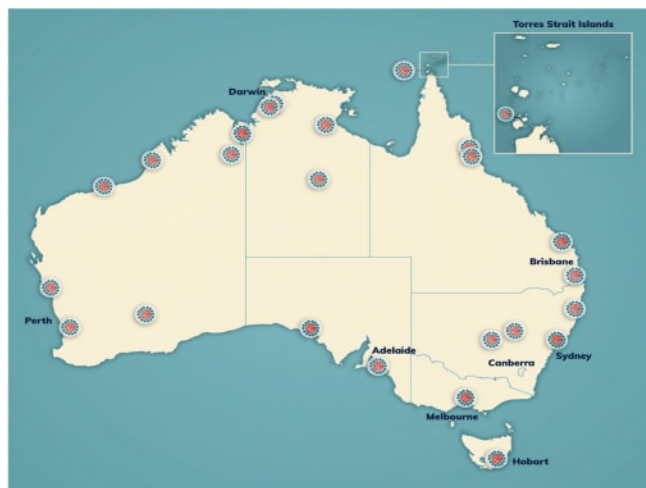 Torres Strait Islands
Darwin
Brisbane
Perth
Adelaide
Canberra
Sydney
Melbourne
Hobart